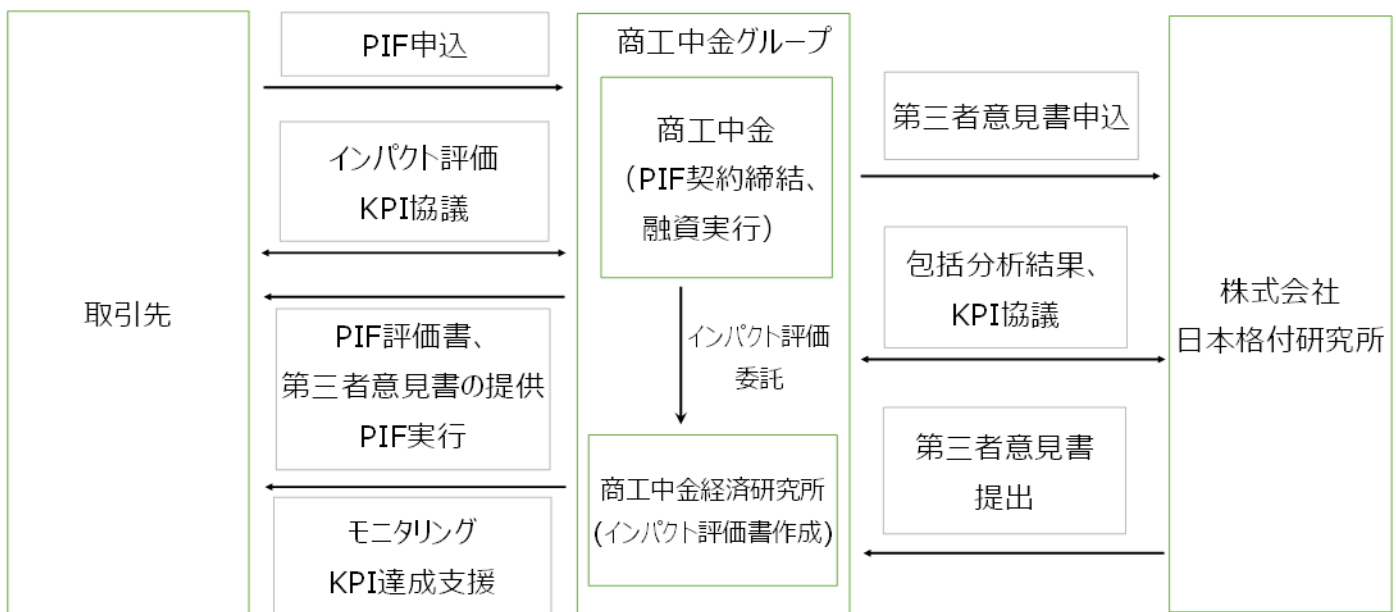 取引先
PIF申込
インパクト評価
KPI協議
PIF評価書、
第三者意見書の提供
PIF実行
モニタリング
KPI達成支援
商工中金グループ
商工中金
（PIF契約締結、
融資実行）
インパクト評価
委託
商工中金経済研究所
(インパクト評価書作成)
第三者意見書申込
包括分析結果、
KPI協議
第三者意見書
提出
株式会社
日本格付研究所